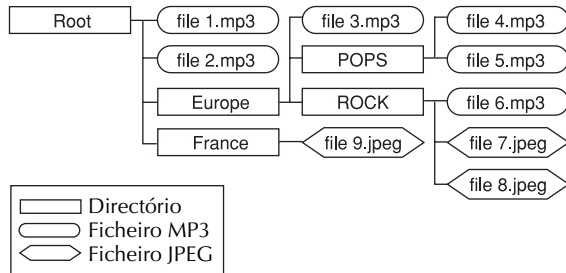 Root file 1.mp3 file 3.mp3 file 4.mp3
file 2.mp3 POPS file 5.mp3
Europe ROCK file 6.mp3
France file 9.jpeg file 7.jpeg
file 8.jpeg
Directório
Ficheiro MP3
Ficheiro JPEG